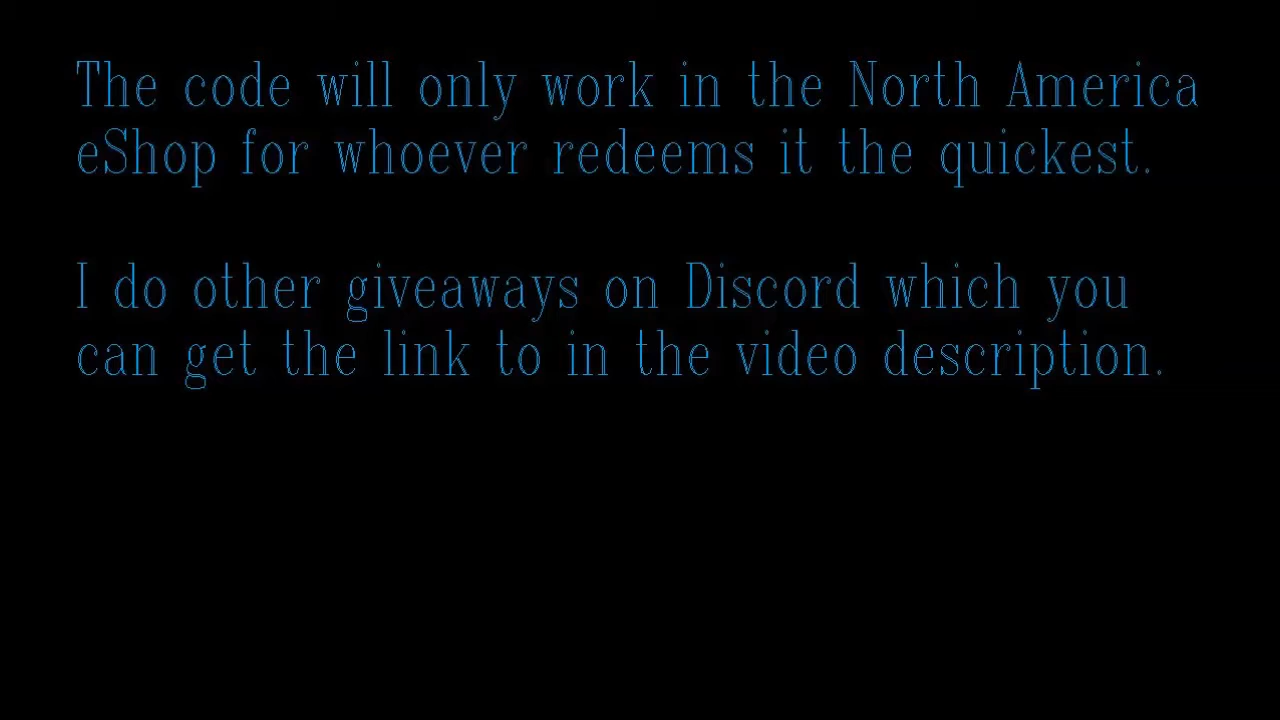 The code will only work in the North America
eShop for whoever redeems it the quickest.
I do other giveaways on Discord which you
can get the link to in the video description.